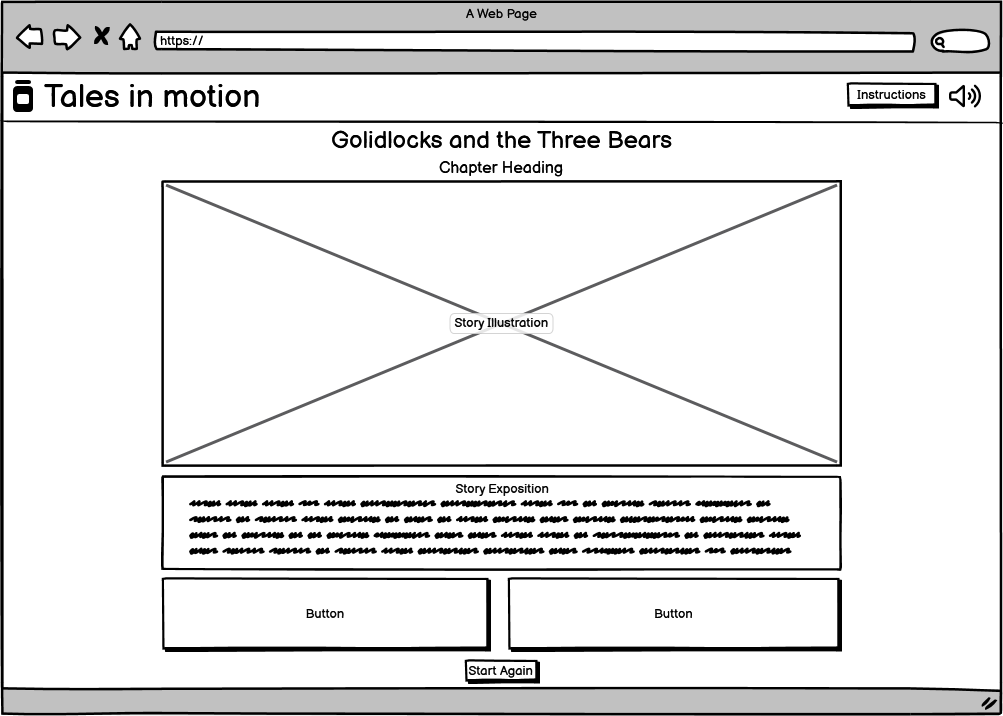 A Web Page
https://
Tales in motion
Instructions
Golidlocks and the Three Bears
Chapter Heading
Story Illustration
Story Exposition
Button
Button
Start Again